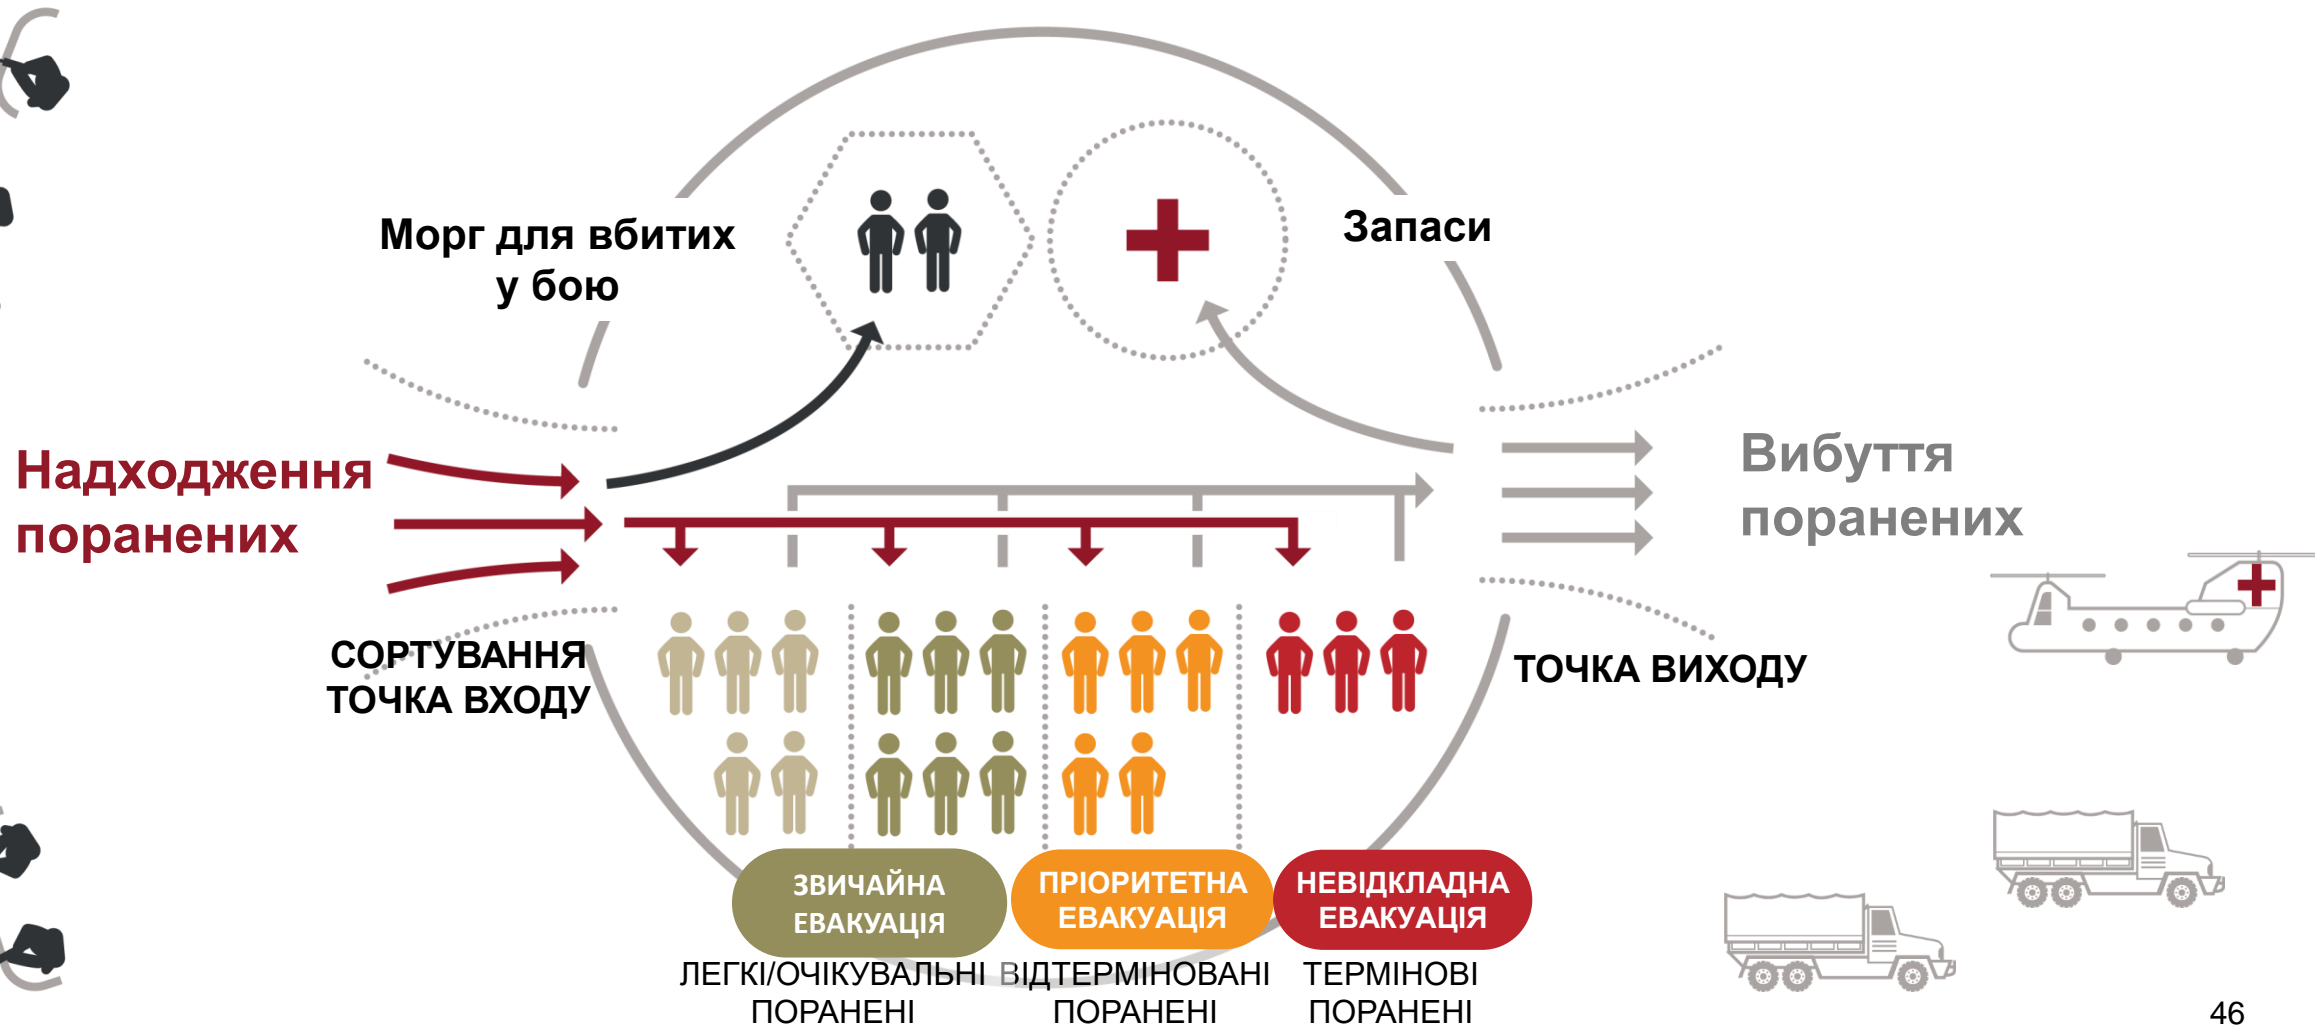 Морг для вбитих
у бою
Запаси
Надходження
поранених
Вибуття
поранених
СОРТУВАННЯ
ТОЧКА ВХОДУ
ТОЧКА ВИХОДУ
ЗВИЧАЙНА
ЕВАКУАЦІЯ
ПРІОРИТЕТНА
ЕВАКУАЦІЯ
НЕВІДКЛАДНА
ЕВАКУАЦІЯ
ЛЕГКІ/ОЧІКУВАЛЬНІ
ПОРАНЕНІ
ВІДТЕРМІНОВАНІ
ПОРАНЕНІ
ТЕРМІНОВІ
ПОРАНЕНІ
46